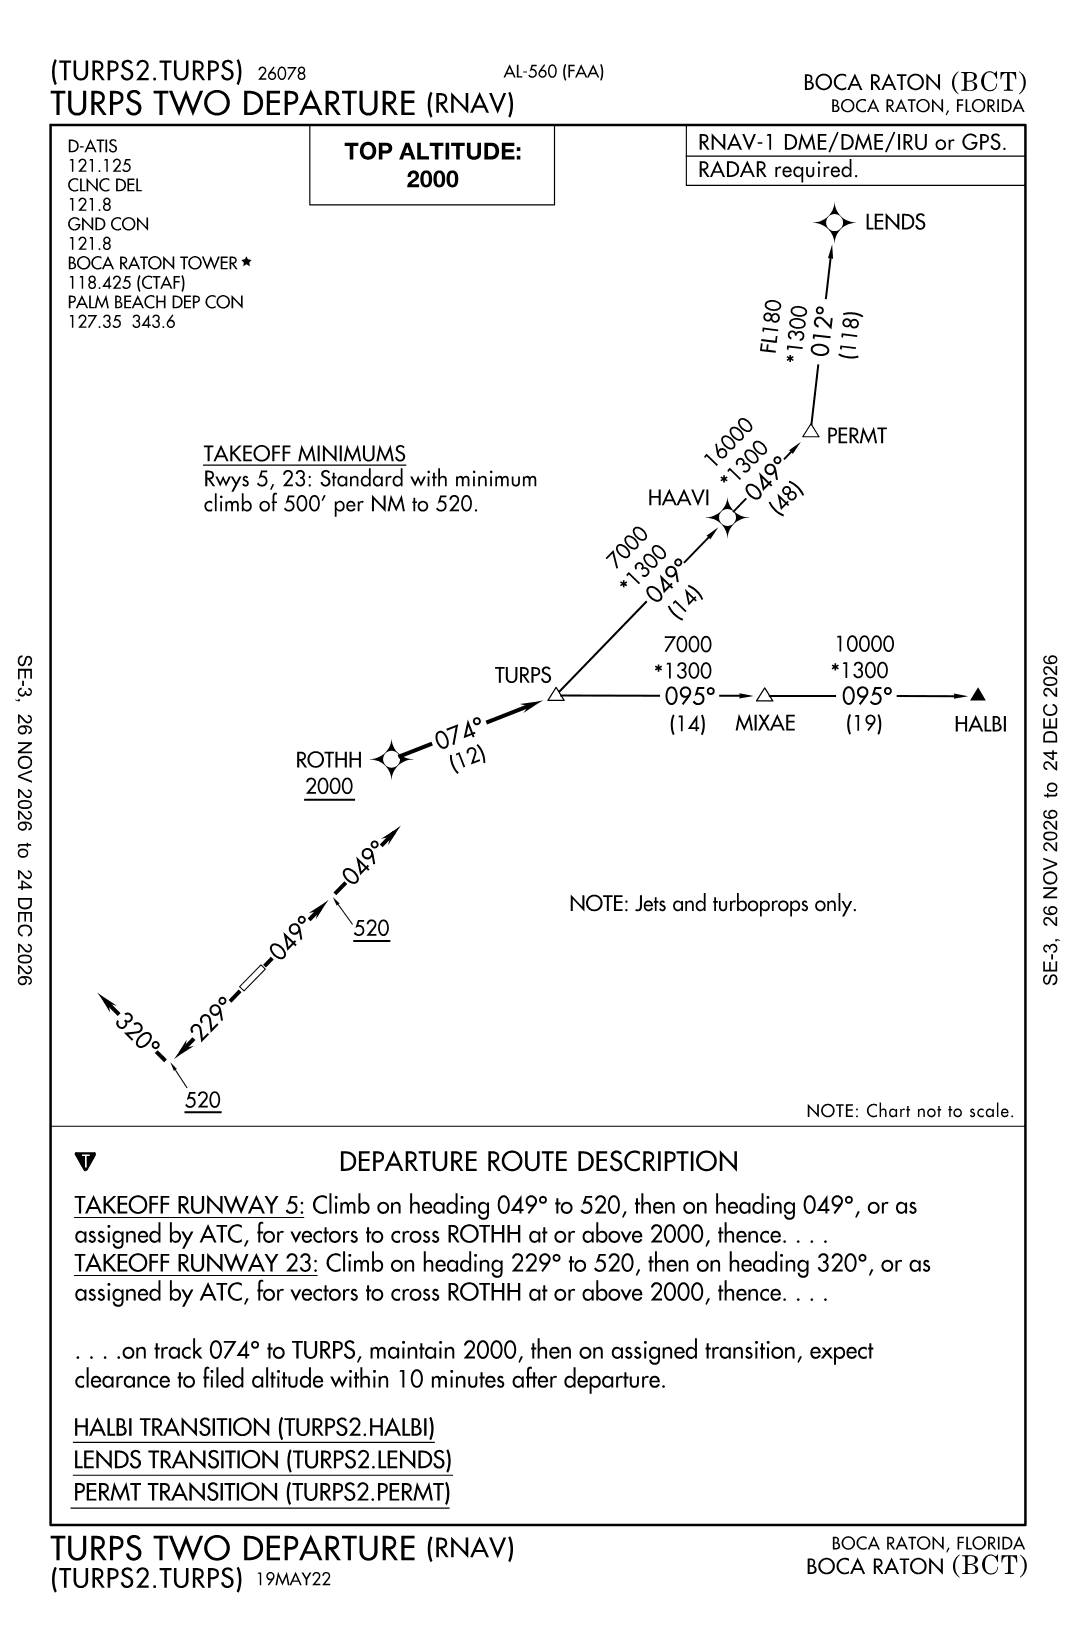 (TURPS2.TURPS) 26078
AL-560 (FAA)
BOCA RATON (BCT)
TURPS TWO DEPARTURE (RNAV)
BOCA RATON, FLORIDA
D-ATIS
121.125
CLNC DEL
121.8
GND CON
121.8
BOCA RATON TOWER ★
118.425 (CTAF)
PALM BEACH DEP CON
127.35 343.6
TOP ALTITUDE:
2000
RNAV-1 DME/DME/IRU or GPS.
RADAR required.
LENDS
FL180
*1300
012°
(118)
PERMT
16000
*1300
049°
(48)
HAAVI
TAKEOFF MINIMUMS
Rwys 5, 23: Standard with minimum
climb of 500' per NM to 520.
7000
*1300
049°
(14)
TURPS
7000
*1300
095°
(14)
MIXAE
10000
*1300
095°
(19)
HALBI
074°
(12)
ROTHH
2000
049°
520
049°
229°
320°
520
NOTE: Jets and turboprops only.
NOTE: Chart not to scale.
SE-3, 26 NOV 2026 to 24 DEC 2026
SE-3, 26 NOV 2026 to 24 DEC 2026
T
DEPARTURE ROUTE DESCRIPTION
TAKEOFF RUNWAY 5: Climb on heading 049° to 520, then on heading 049°, or as
assigned by ATC, for vectors to cross ROTHH at or above 2000, thence. . . .
TAKEOFF RUNWAY 23: Climb on heading 229° to 520, then on heading 320°, or as
assigned by ATC, for vectors to cross ROTHH at or above 2000, thence. . . .
. . . .on track 074° to TURPS, maintain 2000, then on assigned transition, expect
clearance to filed altitude within 10 minutes after departure.
HALBI TRANSITION (TURPS2.HALBI)
LENDS TRANSITION (TURPS2.LENDS)
PERMT TRANSITION (TURPS2.PERMT)
TURPS TWO DEPARTURE (RNAV)
BOCA RATON, FLORIDA
(TURPS2.TURPS) 19MAY22
BOCA RATON (BCT)